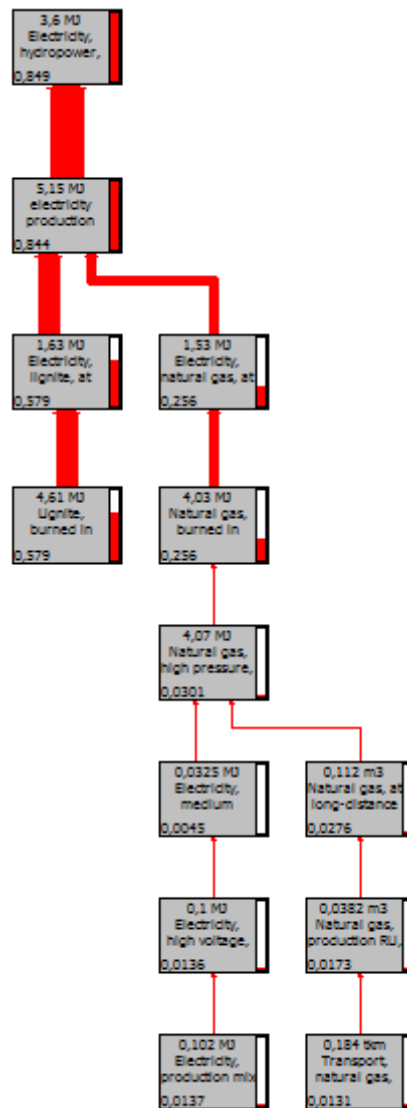 3,6 MJ
Electricity,
hydropower,
0,849
5,15 MJ
electricity
production
0,844
1,63 MJ
Electricity,
lignite, at
0,579
1,53 MJ
Electricity,
natural gas, at
0,256
4,61 MJ
Lignite,
burned in
0,579
4,03 MJ
Natural gas,
burned in
0,256
4,07 MJ
Natural gas,
high pressure,
0,0301
0,0325 MJ
Electricity,
medium
0,0045
0,112 m3
Natural gas, at
long-distance
0,0276
0,1 MJ
Electricity,
high voltage,
0,0136
0,0382 m3
Natural gas,
production RU,
0,0173
0,102 MJ
Electricity,
production mix
0,0137
0,184 tkm
Transport,
natural gas,
0,0131